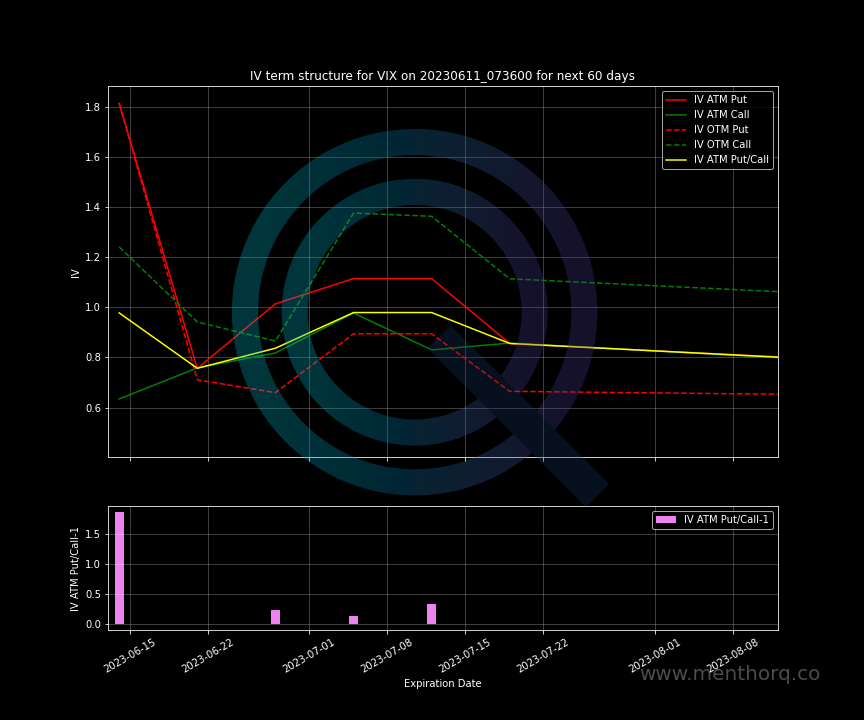 IV term structure for VIX on 20230611_073600 for next 60 days
IV ATM Put
IV ATM Call
IV OTM Put
IV OTM Call
IV ATM Put/Call
1.8
1.6
1.4
1.2
1.0
0.8
0.6
IV
IV ATM Put/Call-1
1.5
1.0
0.5
0.0
IV ATM Put/Call-1
2023-06-15
2023-06-22
2023-07-01
2023-07-08
2023-07-15
2023-07-22
2023-08-01
2023-08-08
Expiration Date
www.menthorq.co